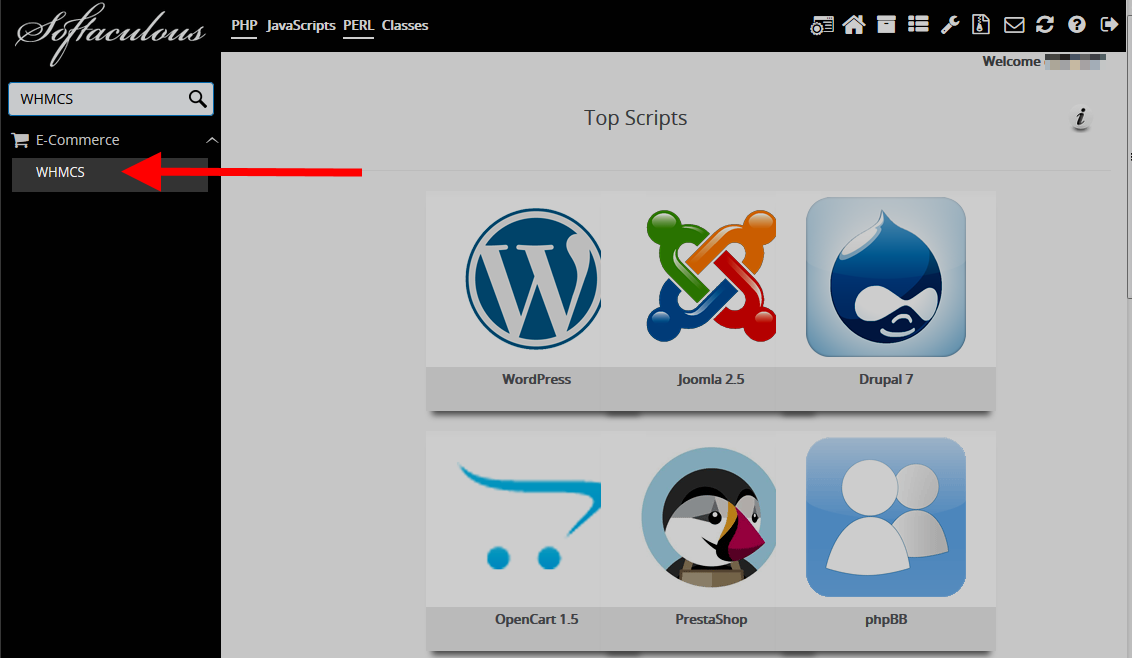 Softaculous
PHP JavaScripts PERL Classes
Welcome
WHMCS
Top Scripts
E-Commerce
WHMCS
WordPress Joomla 2.5 Drupal 7
OpenCart 1.5 PrestaShop phpBB